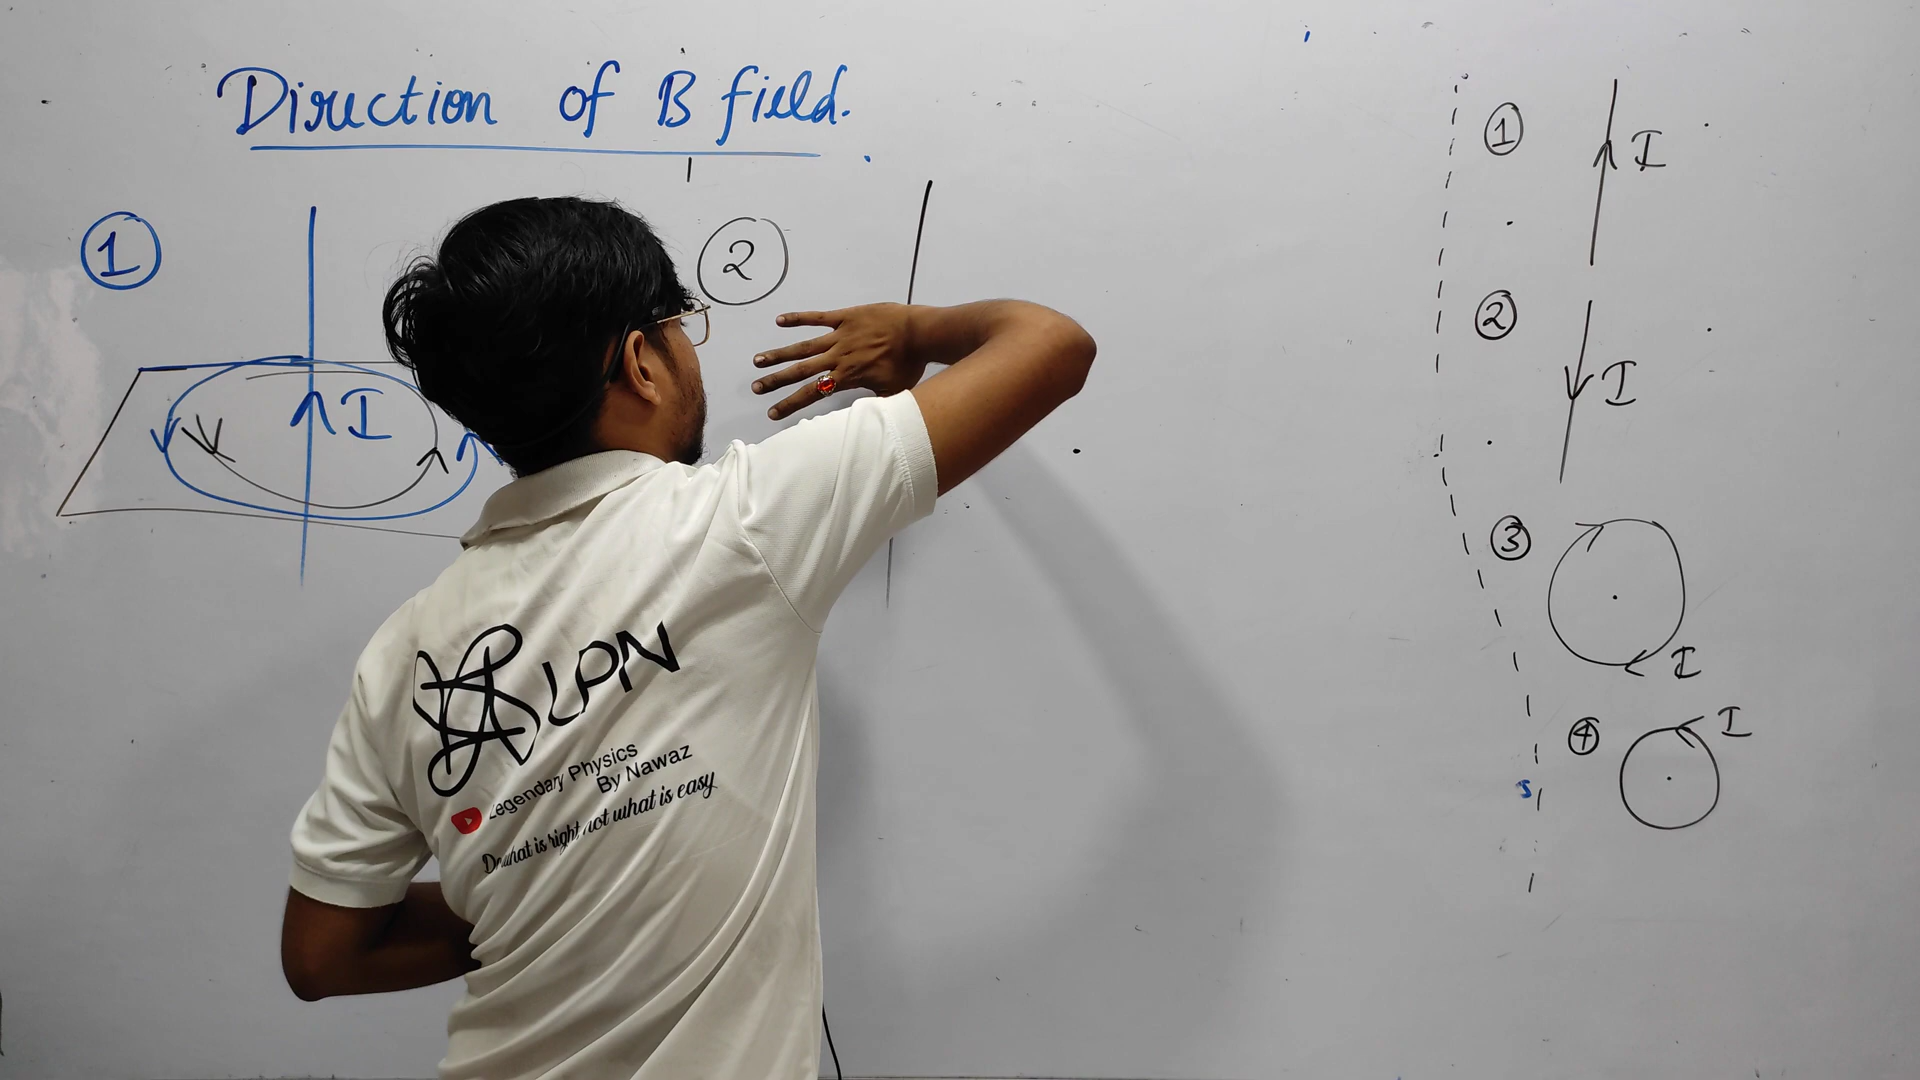 Direction of B field.
1
I
2
LPN
Legendary Physics
By Nawaz
Do what is right not what is easy
1
I
2
I
3
I
4
I
s